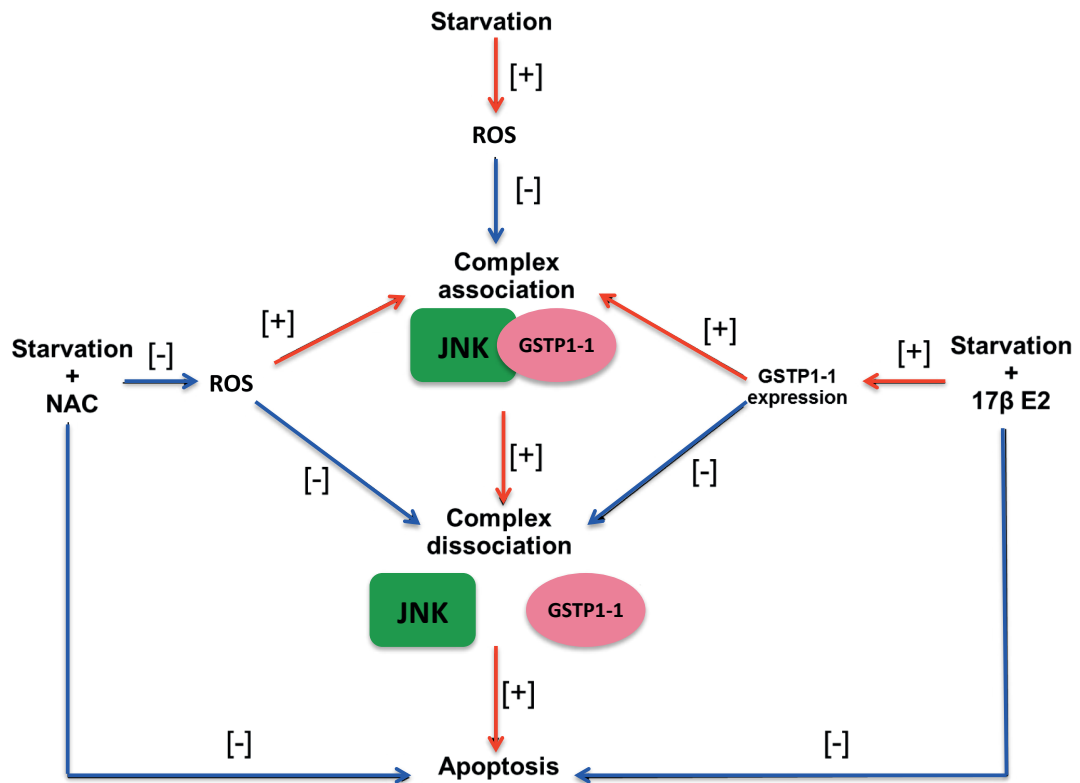 Starvation
[+]
ROS
[-]
Complex
association
JNK
GSTP1-1
[+]
[+]
Starvation
+
NAC
[-]
ROS
GSTP1-1
expression
[+]
Starvation
+
17β E2
[+]
[-]
[-]
Complex
dissociation
JNK
GSTP1-1
[+]
[-]
[-]
Apoptosis